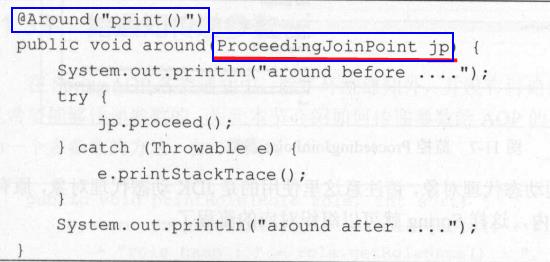 @Around("print()")
public void around(ProceedingJoinPoint jp) {
System.out.println("around before ....");
try {
jp.proceed();
} catch (Throwable e) {
e.printStackTrace();
}
System.out.println("around after ....");
}